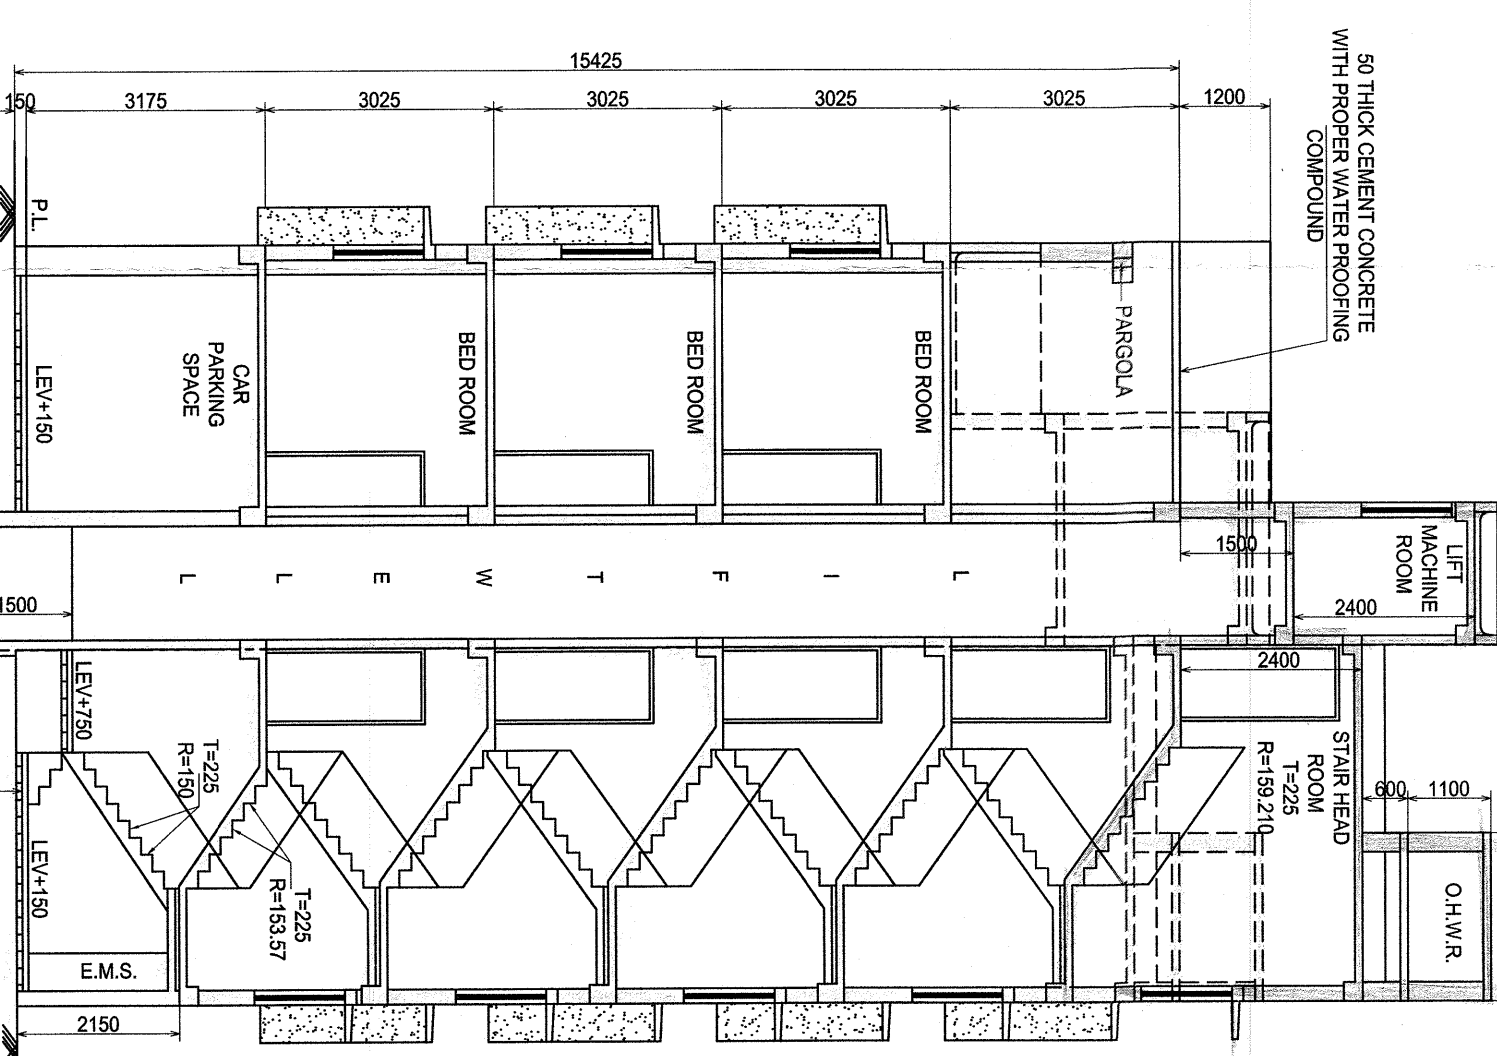 15425
150
3175
3025
3025
3025
3025
1200
50 THICK CEMENT CONCRETE
WITH PROPER WATER PROOFING
COMPOUND
P.L
LEV+150
CAR
PARKING
SPACE
BED ROOM
BED ROOM
BED ROOM
PARGOLA
1500
LIFT
MACHINE
ROOM
2400
L I F T W E L L
1500
LEV+750
T=225
R=150
T=225
R=153.57
LEV+150
E.M.S.
2150
2400
STAIR HEAD
ROOM
T=225
R=159.210
600
1100
O.H.W.R.